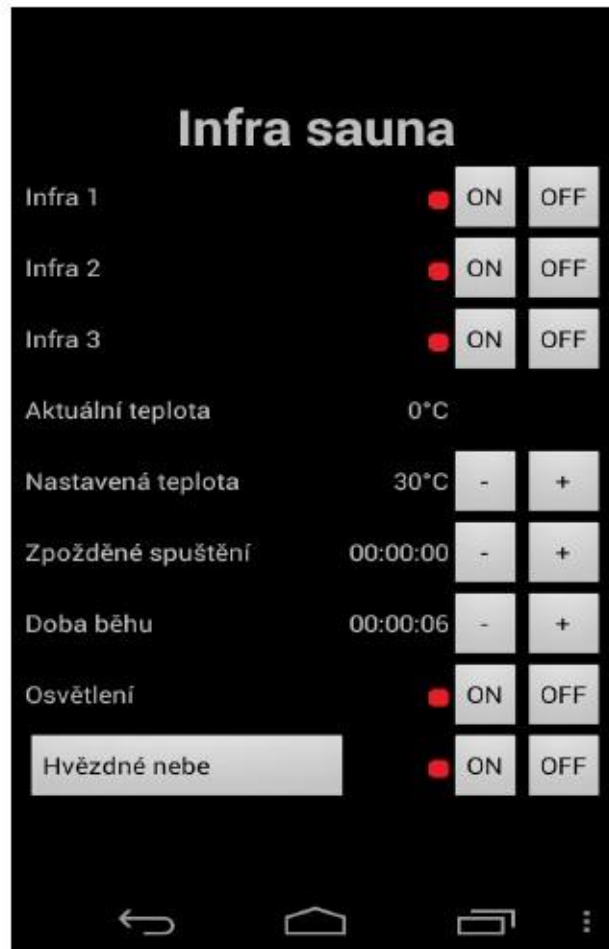 Infra sauna
Infra 1 ON OFF
Infra 2 ON OFF
Infra 3 ON OFF
Aktuální teplota 0°C
Nastavená teplota 30°C - +
Zpožděné spuštění 00:00:00 - +
Doba běhu 00:00:06 - +
Osvětlení ON OFF
Hvězdné nebe ON OFF